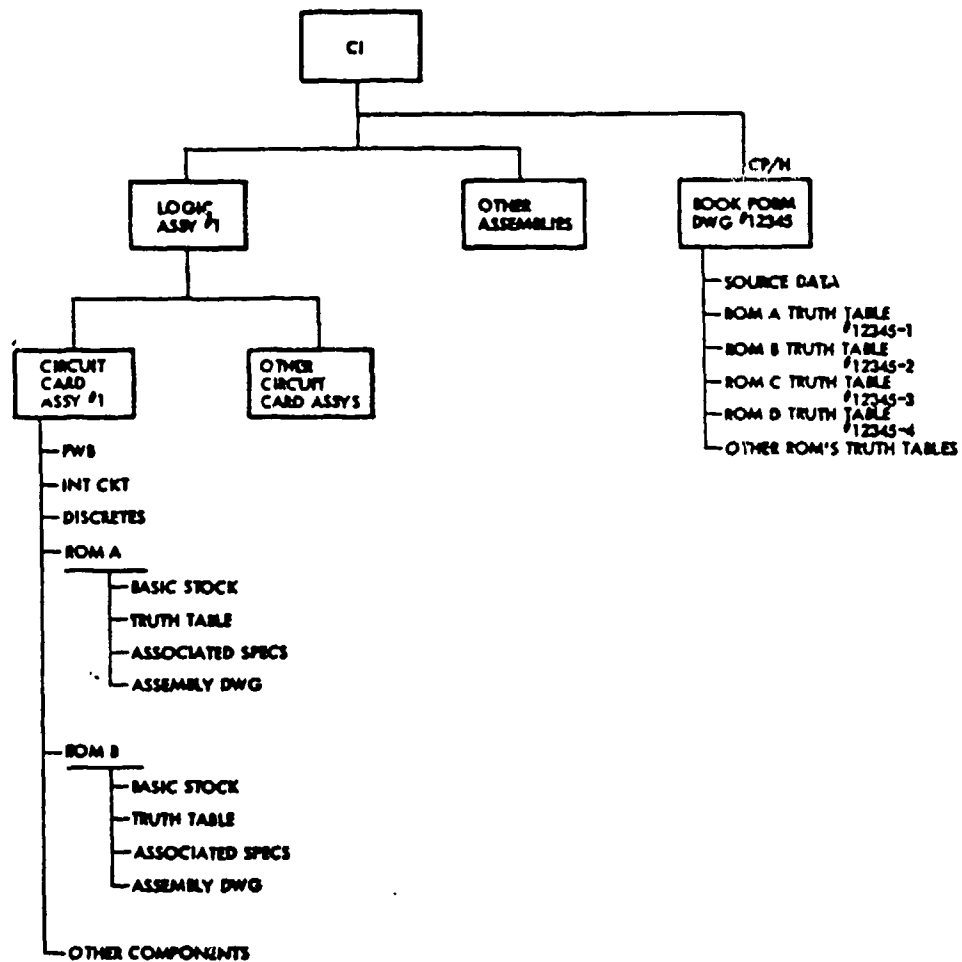 CI
CP/N
LOGIC
ASSY #1
OTHER
ASSEMBLIES
BOOK FORM
DWG #12345
SOURCE DATA
ROM A TRUTH TABLE
#12345-1
ROM B TRUTH TABLE
#12345-2
ROM C TRUTH TABLE
#12345-3
ROM D TRUTH TABLE
#12345-4
OTHER ROM'S TRUTH TABLES
CIRCUIT
CARD
ASSY #1
OTHER
CIRCUIT
CARD ASSYS
PWB
INT CKT
DISCRETES
ROM A
BASIC STOCK
TRUTH TABLE
ASSOCIATED SPECS
ASSEMBLY DWG
ROM B
BASIC STOCK
TRUTH TABLE
ASSOCIATED SPECS
ASSEMBLY DWG
OTHER COMPONENTS